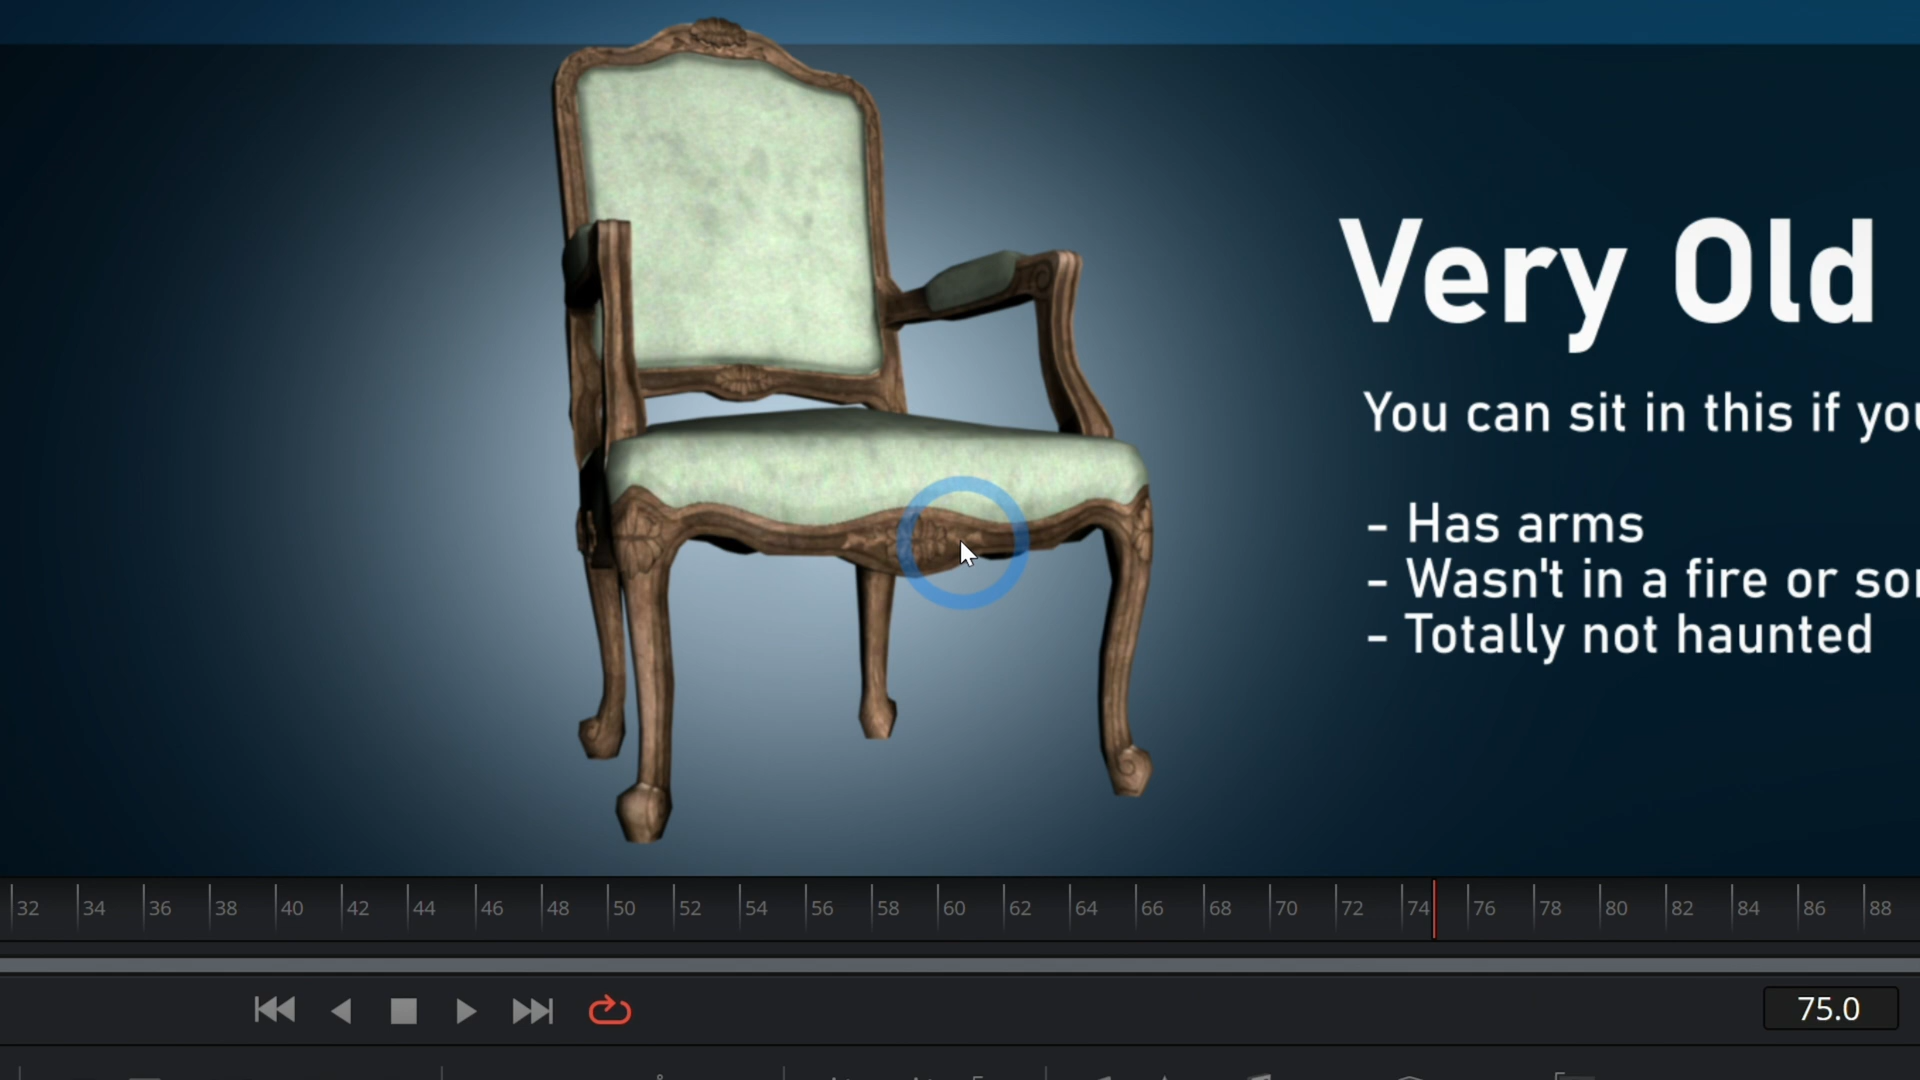 Very Old
You can sit in this if you
- Has arms
- Wasn't in a fire or
- Totally not haunted
32 34 36 38 40 42 44 46 48 50 52 54 56 58 60 62 64 66 68 70 72 74 76 78 80 82 84 86 88
75.0